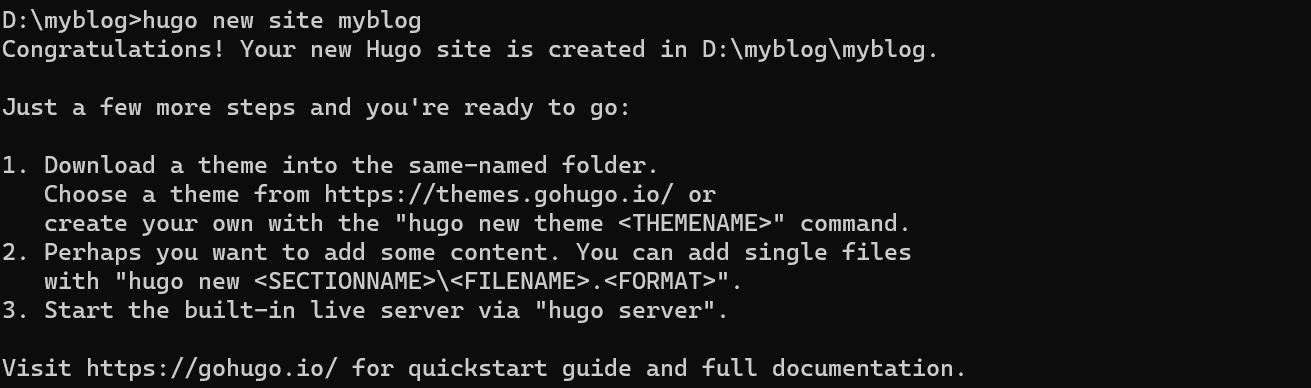 D:\myblog>hugo new site myblog
Congratulations! Your new Hugo site is created in D:\myblog\myblog.
Just a few more steps and you're ready to go:
1. Download a theme into the same-named folder.
   Choose a theme from https://themes.gohugo.io/ or
   create your own with the "hugo new theme <THEMENAME>" command.
2. Perhaps you want to add some content. You can add single files
   with "hugo new <SECTIONNAME>\<FILENAME>.<FORMAT>".
3. Start the built-in live server via "hugo server".
Visit https://gohugo.io/ for quickstart guide and full documentation.